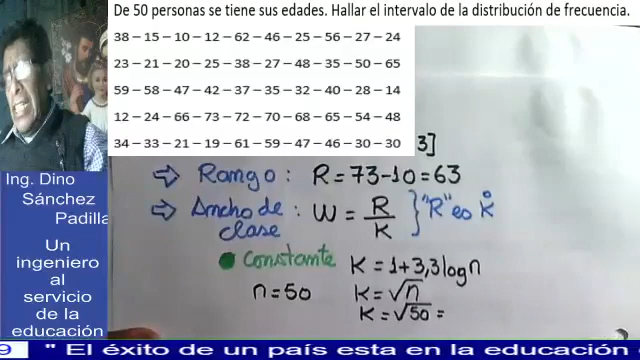 De 50 personas se tiene sus edades. Hallar el intervalo de la distribución de frecuencia.
38 – 15 – 10 – 12 – 62 – 46 – 25 – 56 – 27 – 24
23 – 21 – 20 – 25 – 38 – 27 – 48 – 35 – 50 – 65
59 – 58 – 47 – 42 – 37 – 35 – 32 – 40 – 28 – 14
12 – 24 – 66 – 73 – 72 – 70 – 68 – 65 – 54 – 48
34 – 33 – 21 – 19 – 61 – 59 – 47 – 46 – 30 – 30
3]
⇨ Rango : R = 73-10 = 63
⇨ Ancho de clase : W = R/K } "R" es K̊
● Constante K = 1 + 3,3 log n
n = 50 K = √n
K = √50 =
Ing. Dino
Sánchez
Padilla
Un
ingeniero
al
servicio
de la
educación
9 " El éxito de un país esta en la educación